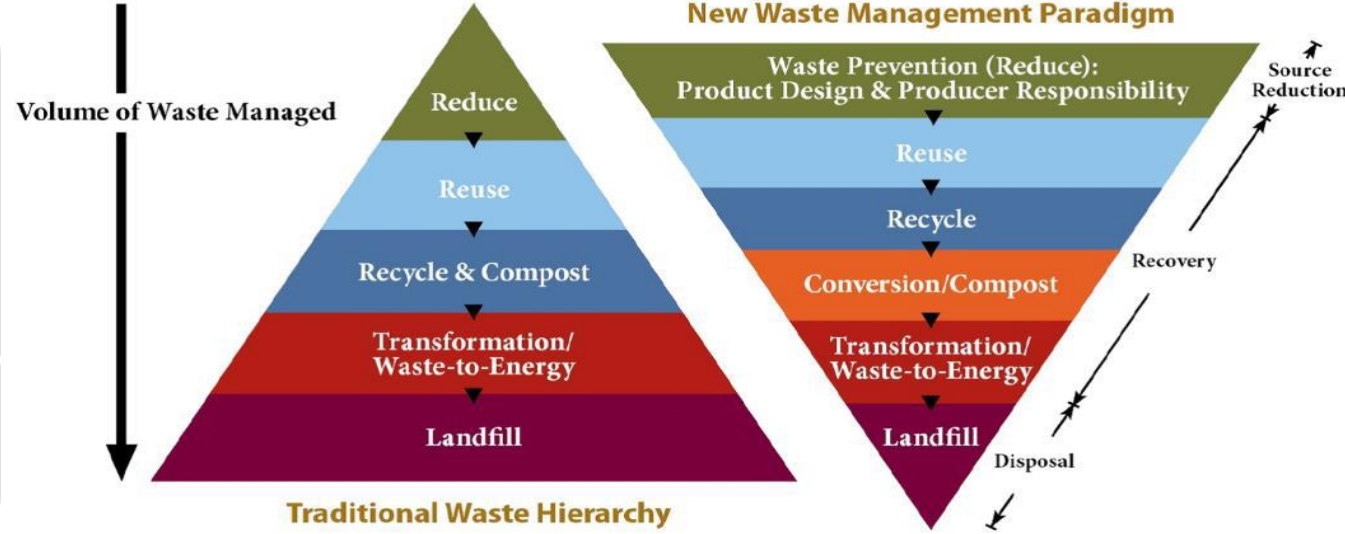 New Waste Management Paradigm
Volume of Waste Managed
Reduce
Reuse
Recycle & Compost
Transformation/
Waste-to-Energy
Landfill
Traditional Waste Hierarchy
Waste Prevention (Reduce):
Product Design & Producer Responsibility
Reuse
Recycle
Conversion/Compost
Transformation/
Waste-to-Energy
Landfill
Source
Reduction
Recovery
Disposal